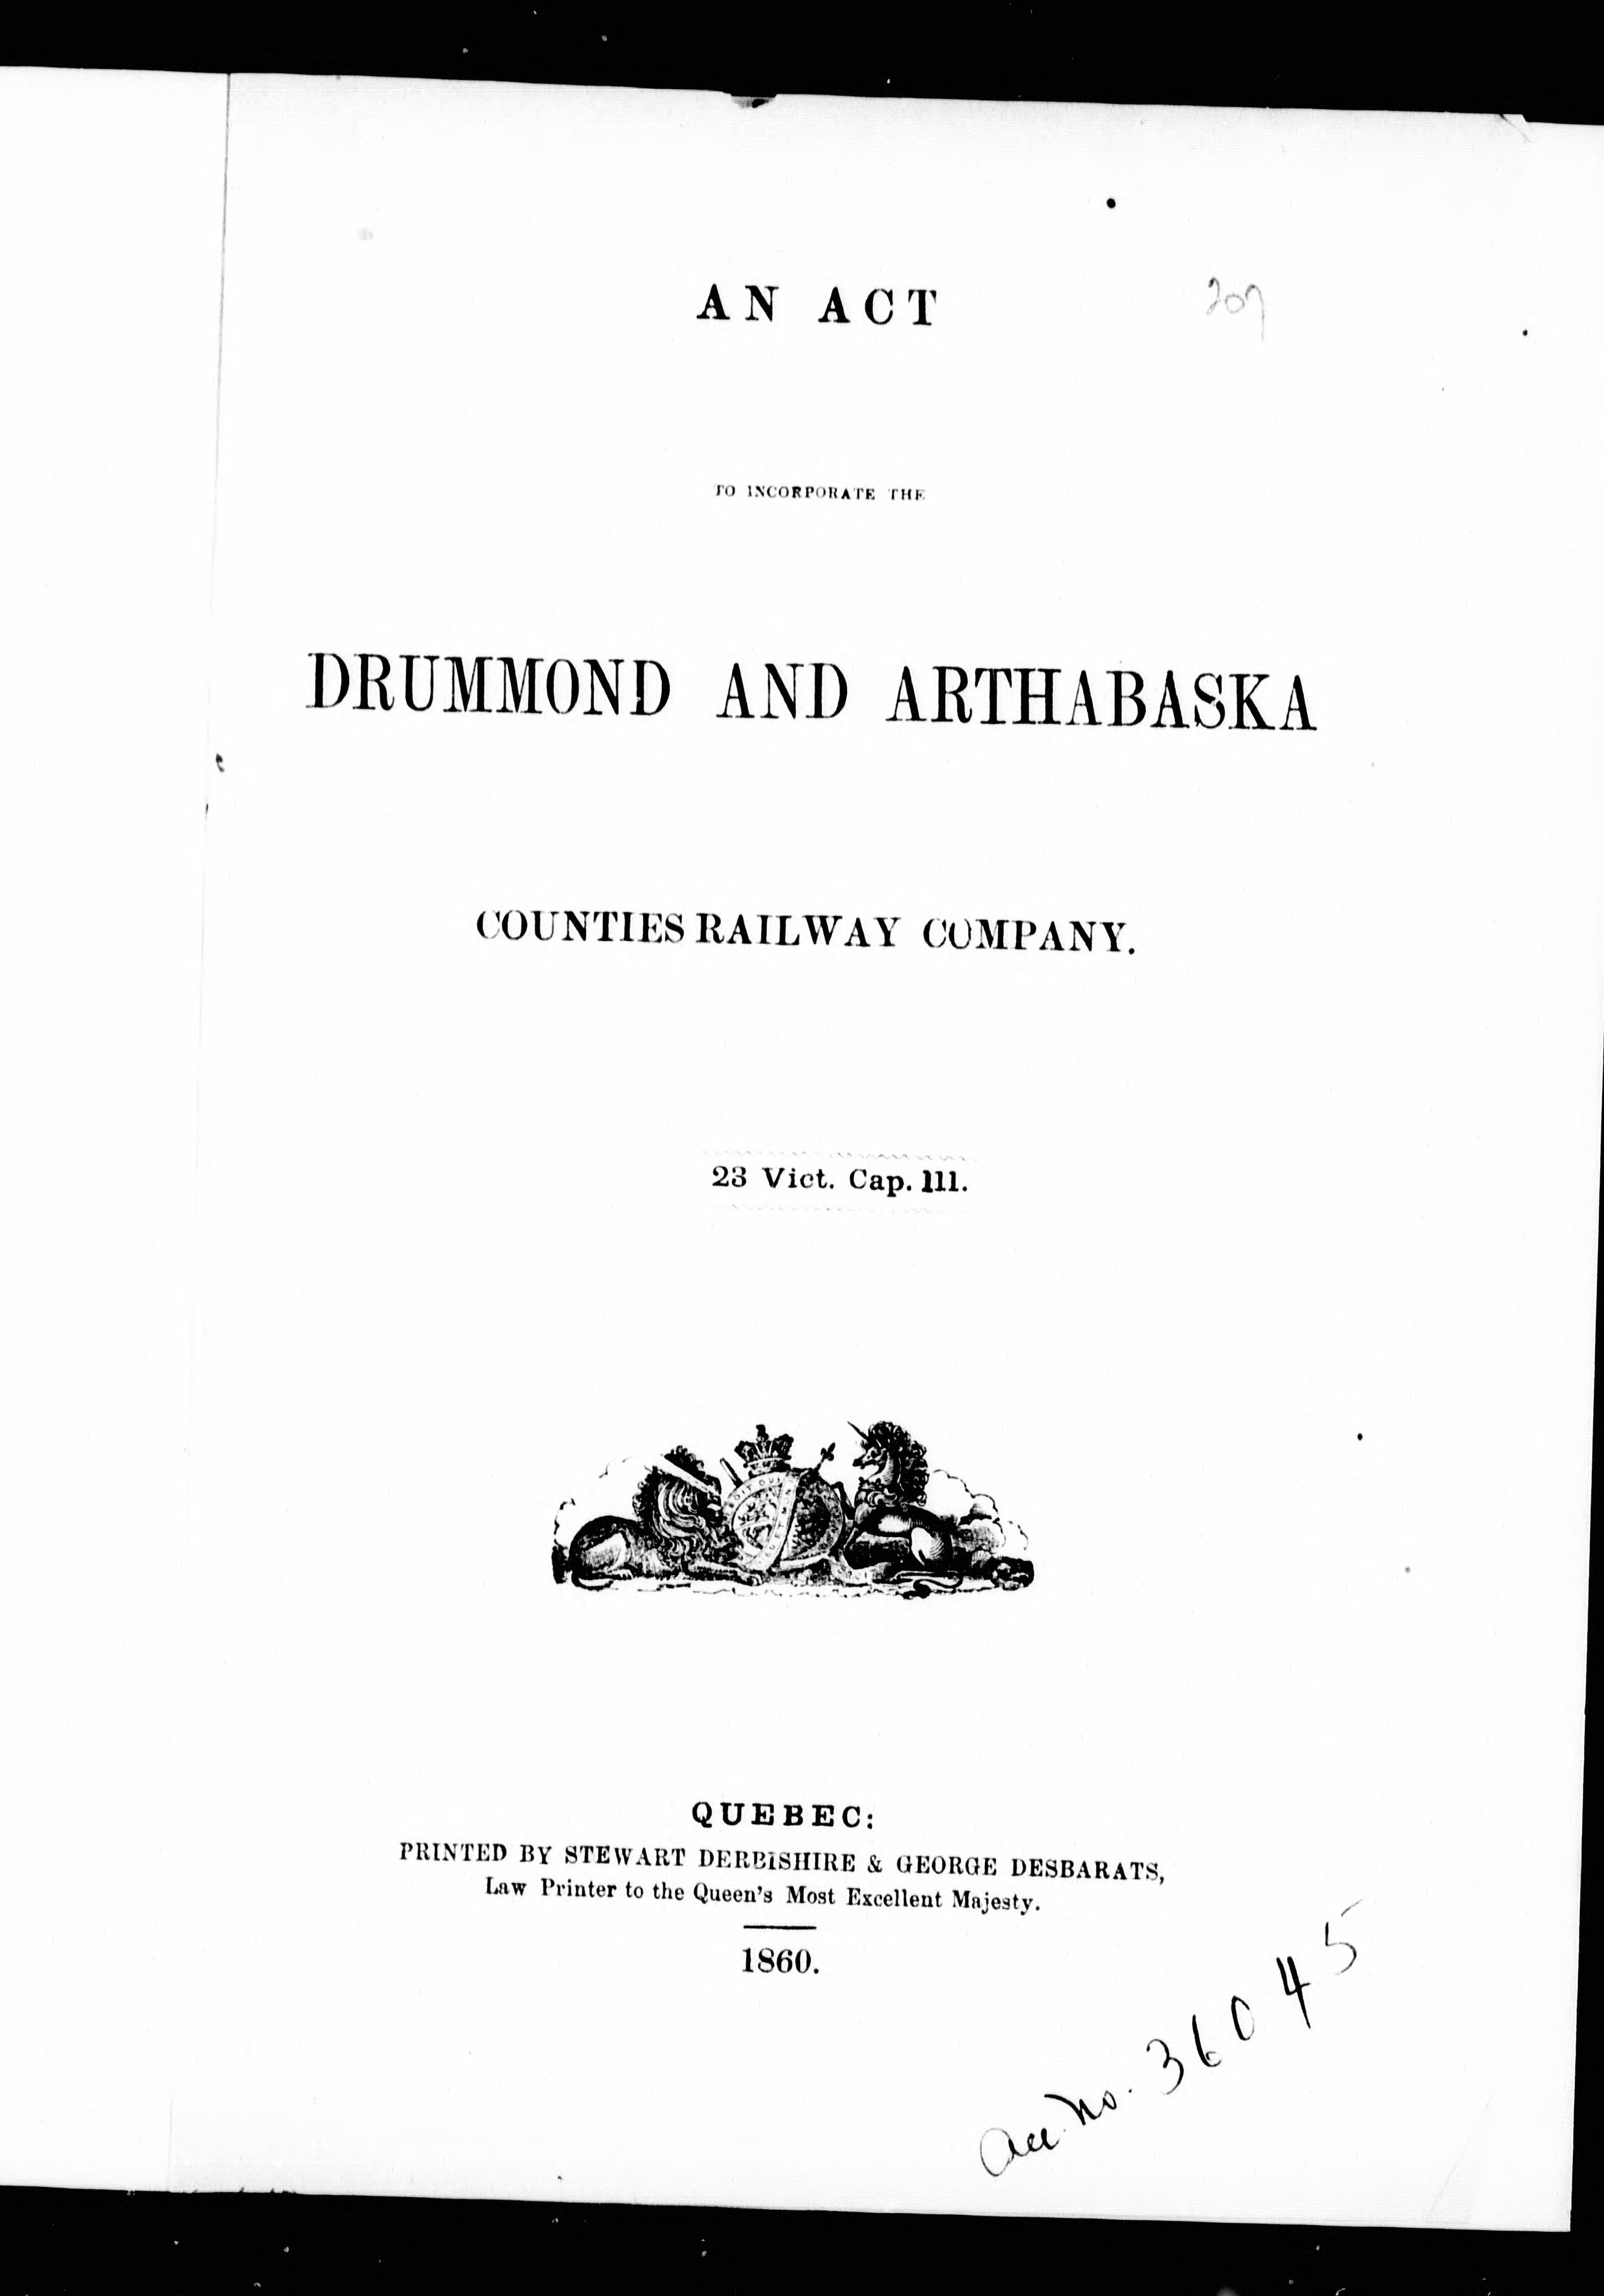 AN ACT
207
TO INCORPORATE THE
DRUMMOND AND ARTHABASKA
COUNTIES RAILWAY COMPANY.
23 Vict. Cap. 111.
QUEBEC:
PRINTED BY STEWART DERBISHIRE & GEORGE DESBARATS,
Law Printer to the Queen's Most Excellent Majesty.
1860.
Acc. No. 36045